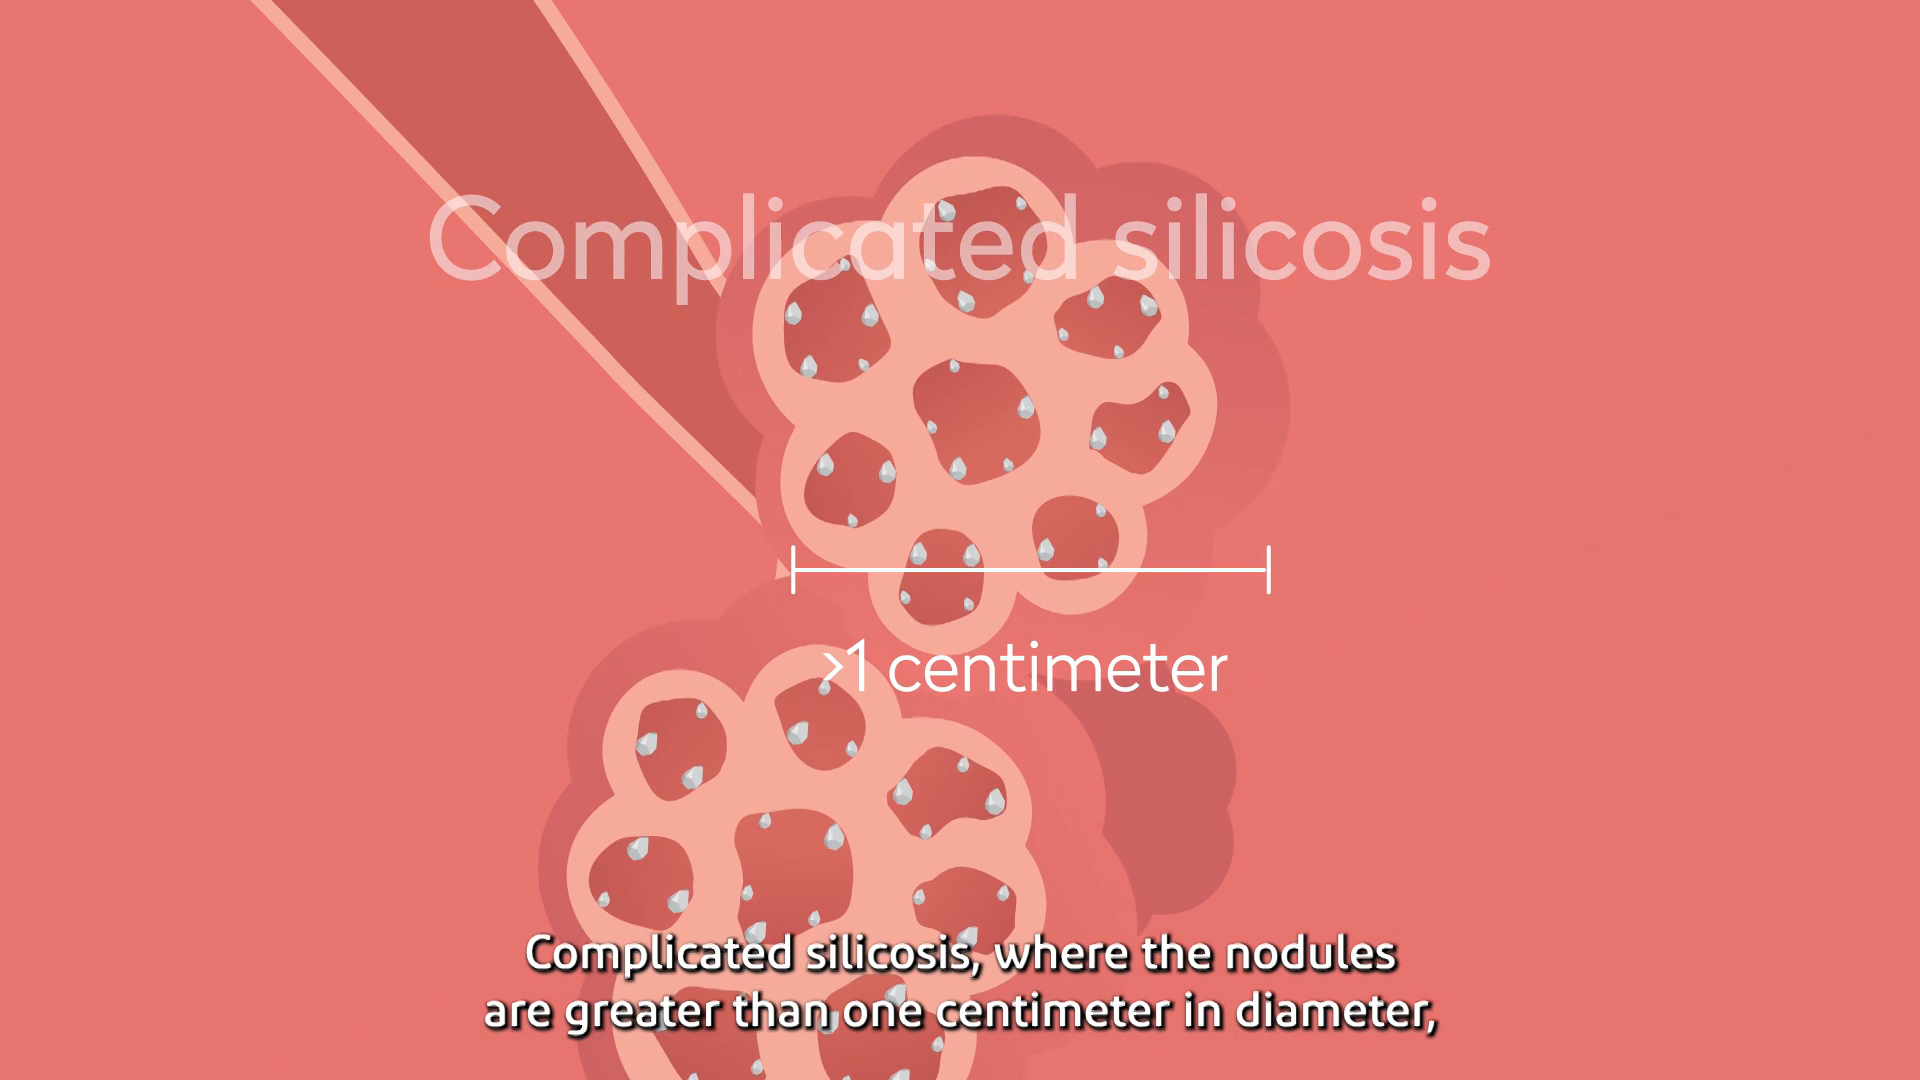 Complicated silicosis
>1 centimeter
Complicated silicosis, where the nodules
are greater than one centimeter in diameter,